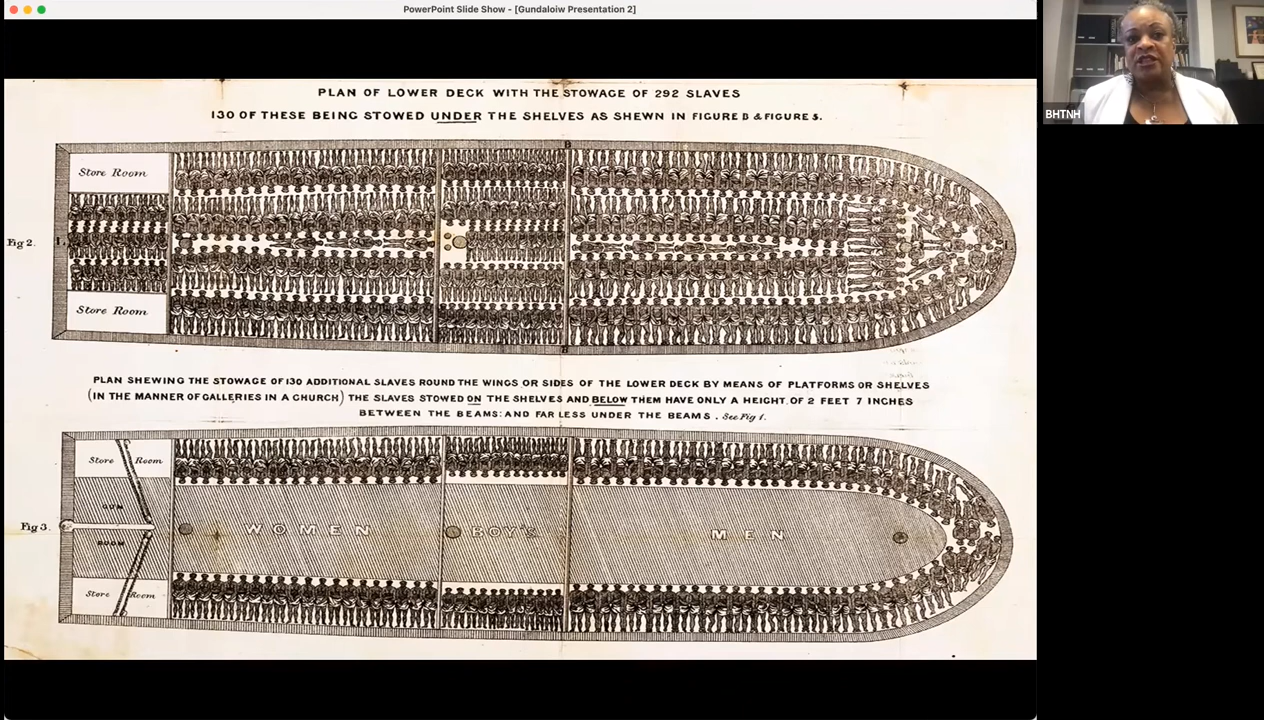 PowerPoint Slide Show - [Gundaloiw Presentation 2]
BHTNH
PLAN OF LOWER DECK WITH THE STOWAGE OF 292 SLAVES
130 OF THESE BEING STOWED UNDER THE SHELVES AS SHEWN IN FIGURE B & FIGURE 5.
B
Store Room
Fig 2.
Store Room
B
PLAN SHEWING THE STOWAGE OF 130 ADDITIONAL SLAVES ROUND THE WINGS OR SIDES OF THE LOWER DECK BY MEANS OF PLATFORMS OR SHELVES
(IN THE MANNER OF GALLERIES IN A CHURCH) THE SLAVES STOWED ON THE SHELVES AND BELOW THEM HAVE ONLY A HEIGHT OF 2 FEET 7 INCHES
BETWEEN THE BEAMS: AND FAR LESS UNDER THE BEAMS. See Fig 1.
Store Room
GUN
Fig 3.
WOMEN
BOY'S
MEN
ROOM
Store Room